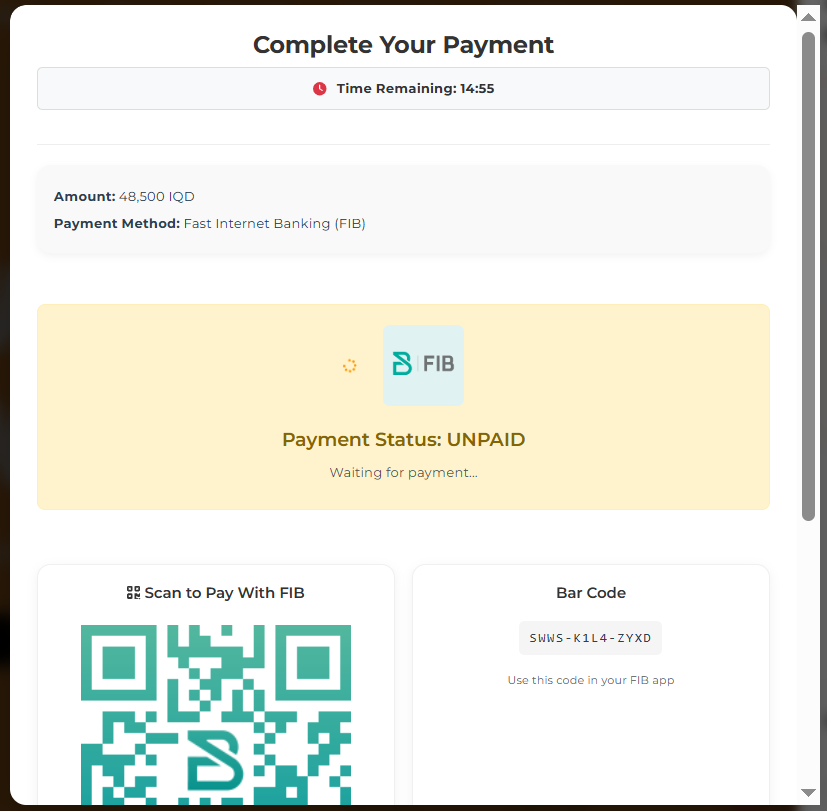 Complete Your Payment
Time Remaining: 14:55
Amount: 48,500 IQD
Payment Method: Fast Internet Banking (FIB)
FIB
Payment Status: UNPAID
Waiting for payment...
Scan to Pay With FIB
Bar Code
SWWS-K1L4-ZYXD
Use this code in your FIB app